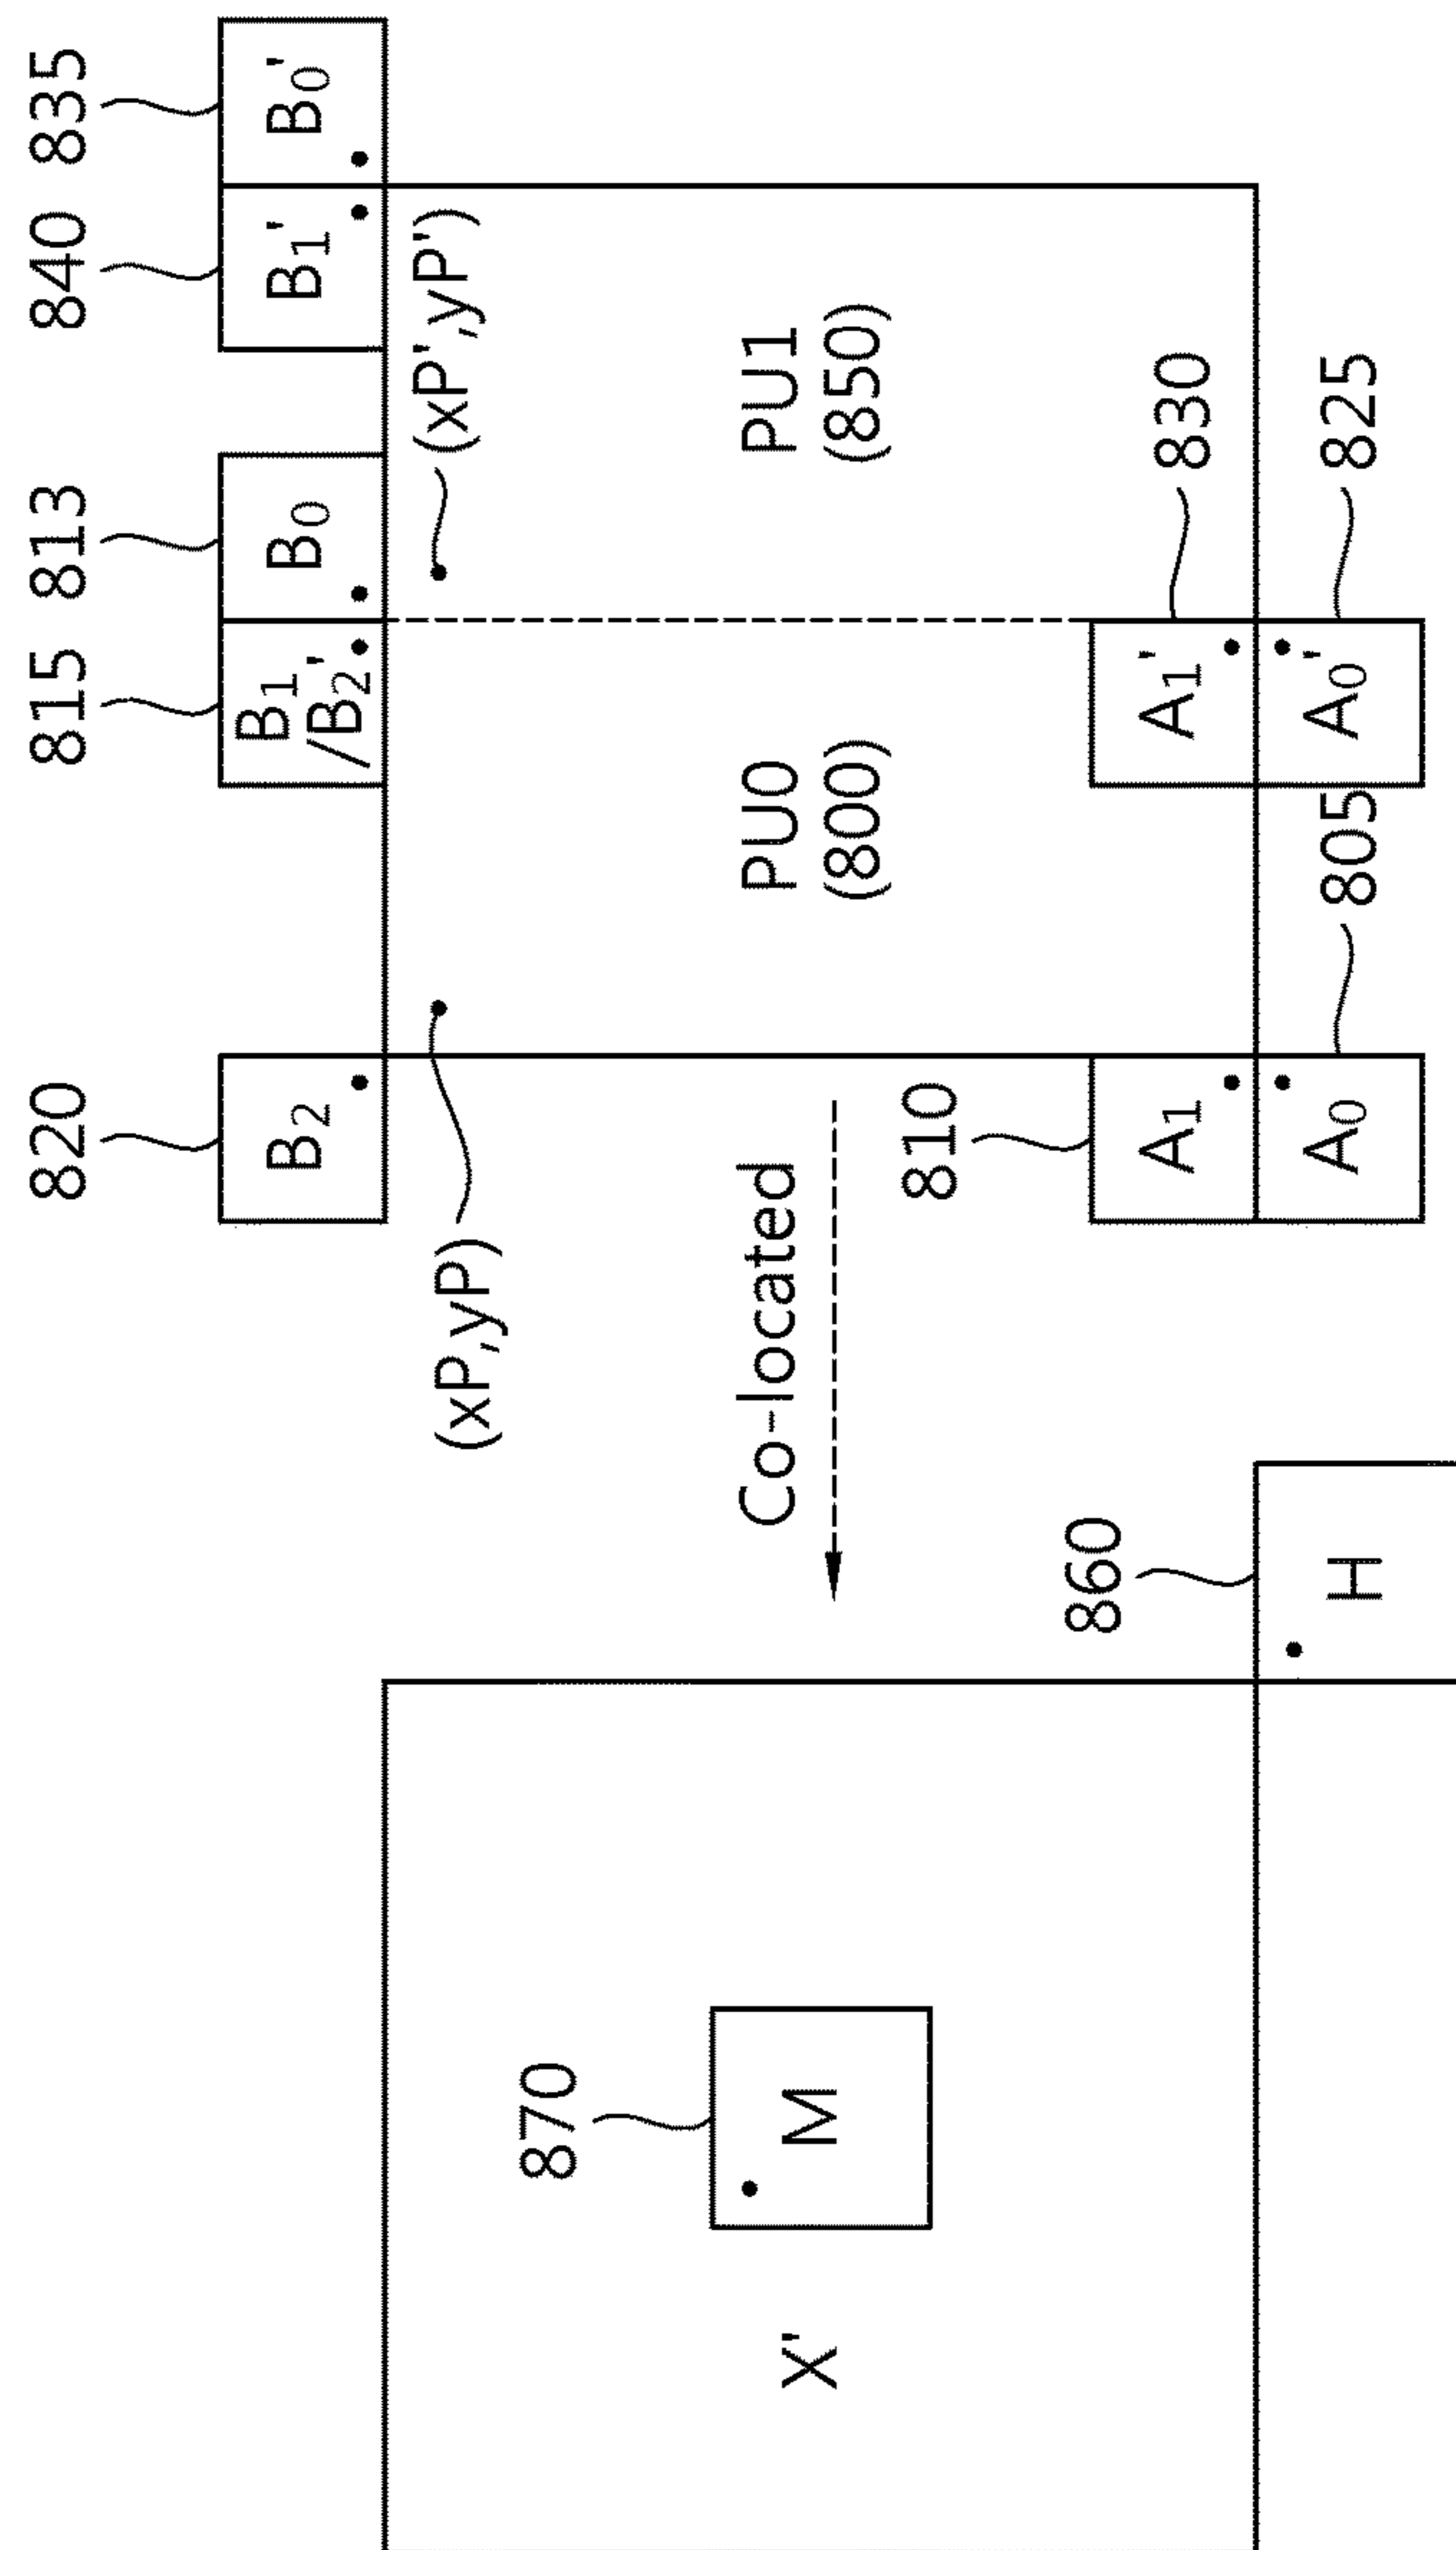 820
815
813
840
835
B₂
B₁
/B₂'
B₀
B₁'
B₀'
(xP,yP)
(xP',yP')
870
X'
M
Co-located
PU0
(800)
PU1
(850)
810
860
A₁
A₁'
830
H
A₀
805
A₀'
825